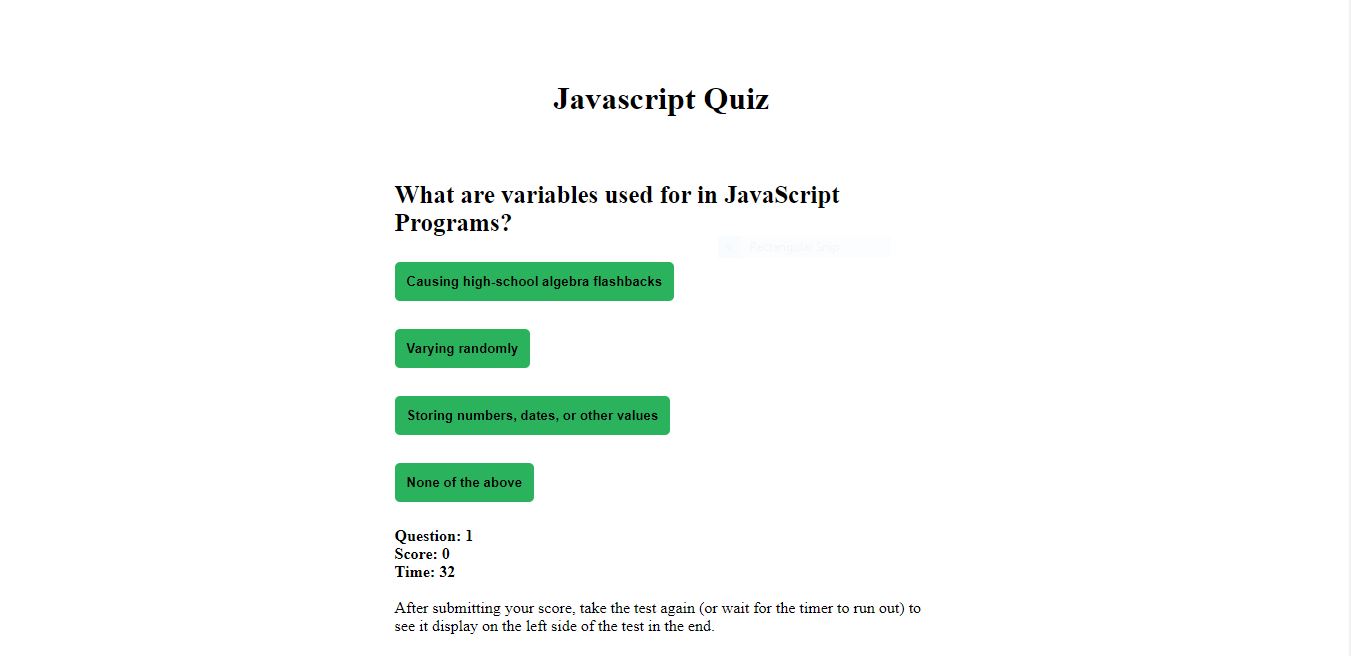 Javascript Quiz
What are variables used for in JavaScript
Programs?
Rectangular Snip
Causing high-school algebra flashbacks
Varying randomly
Storing numbers, dates, or other values
None of the above
Question: 1
Score: 0
Time: 32
After submitting your score, take the test again (or wait for the timer to run out) to
see it display on the left side of the test in the end.